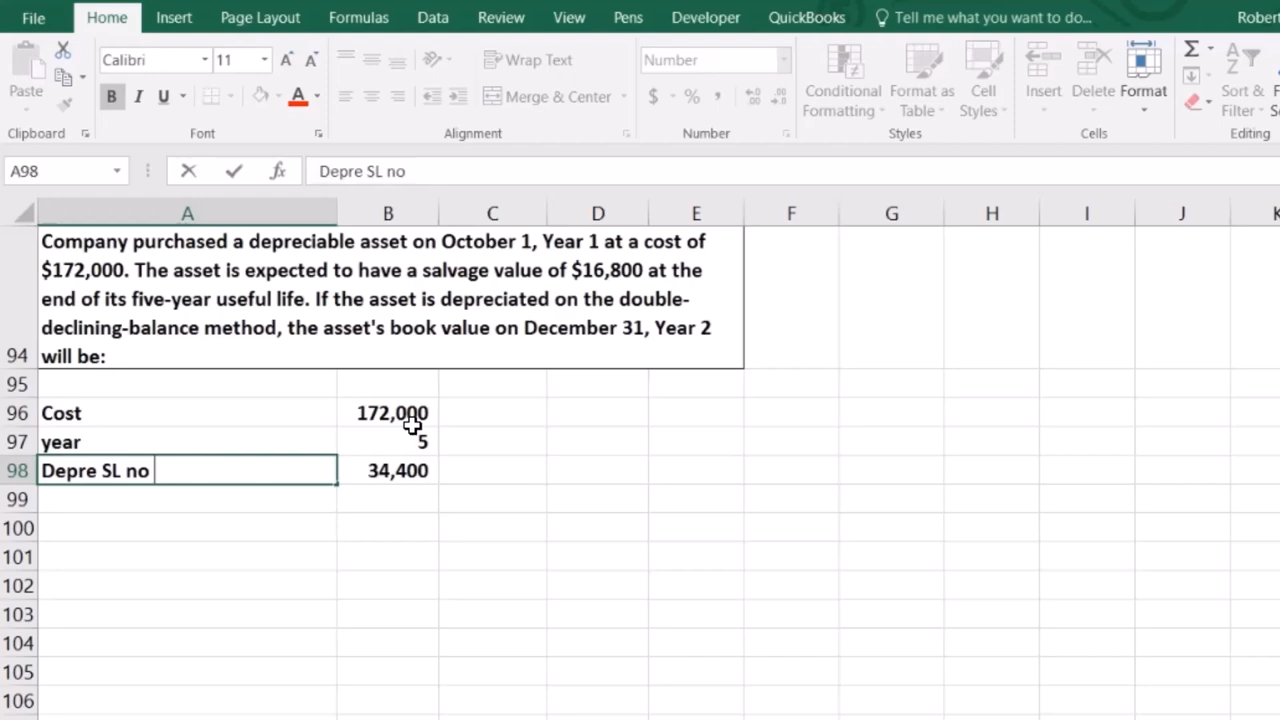 File Home Insert Page Layout Formulas Data Review View Pens Developer QuickBooks Tell me what you want to do... Robert
Calibri 11 Wrap Text Number
Paste B I U A Merge & Center $ % , Conditional Formatting Format as Table Cell Styles Insert Delete Format Sort & Filter
Clipboard Font Alignment Number Styles Cells Editing
A98 fx Depre SL no
A B C D E F G H I J K
Company purchased a depreciable asset on October 1, Year 1 at a cost of
$172,000. The asset is expected to have a salvage value of $16,800 at the
end of its five-year useful life. If the asset is depreciated on the double-
declining-balance method, the asset's book value on December 31, Year 2
94 will be:
95
96 Cost 172,000
97 year 5
98 Depre SL no 34,400
99
100
101
102
103
104
105
106